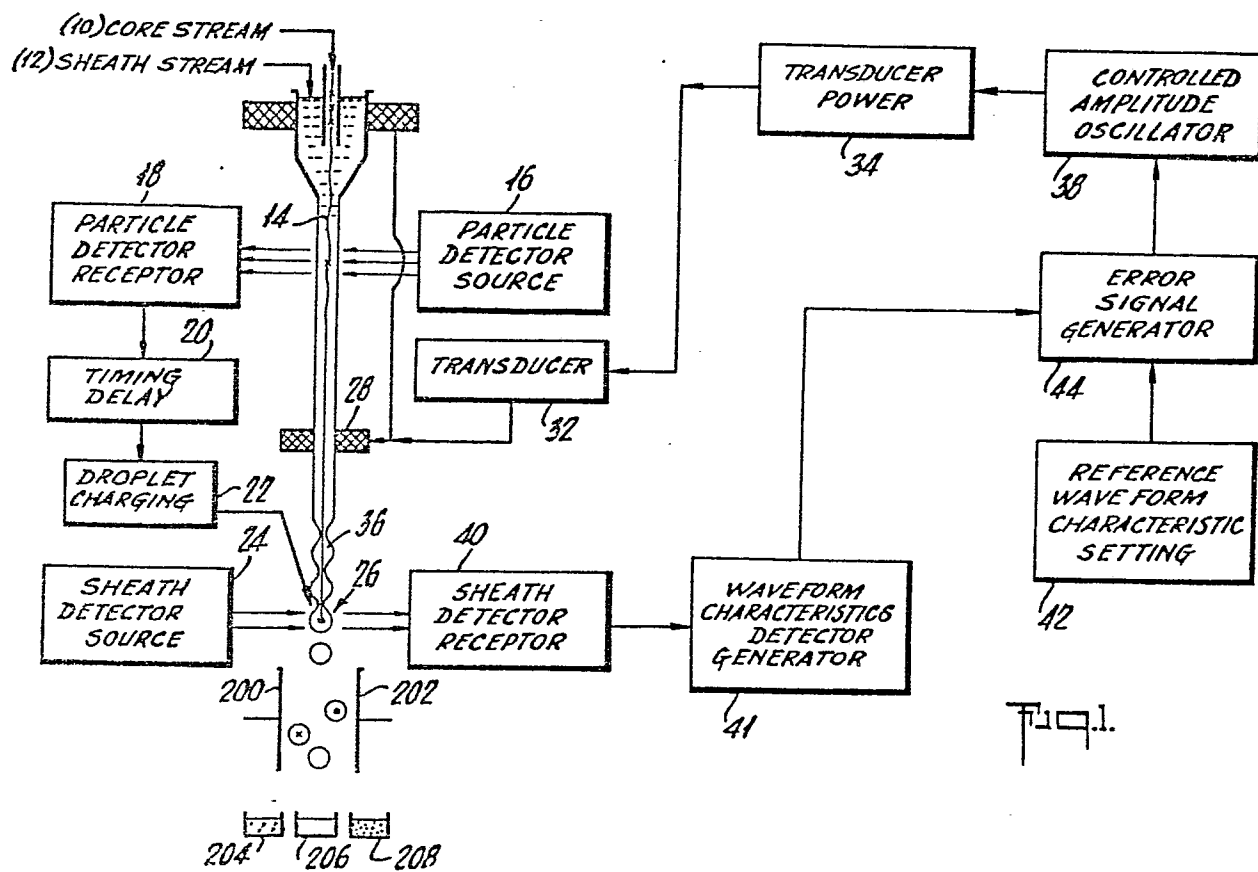 (10) CORE STREAM
(12) SHEATH STREAM
TRANSDUCER
POWER
34
CONTROLLED
AMPLITUDE
OSCILLATOR
38
18
PARTICLE
DETECTOR
RECEPTOR
14
16
PARTICLE
DETECTOR
SOURCE
ERROR
SIGNAL
GENERATOR
44
20
TIMING
DELAY
TRANSDUCER
32
28
DROPLET
CHARGING
22
REFERENCE
WAVE FORM
CHARACTERISTIC
SETTING
42
36
24
SHEATH
DETECTOR
SOURCE
26
40
SHEATH
DETECTOR
RECEPTOR
WAVEFORM
CHARACTERISTICS
DETECTOR
GENERATOR
41
200
202
Fig.1.
204
206
208